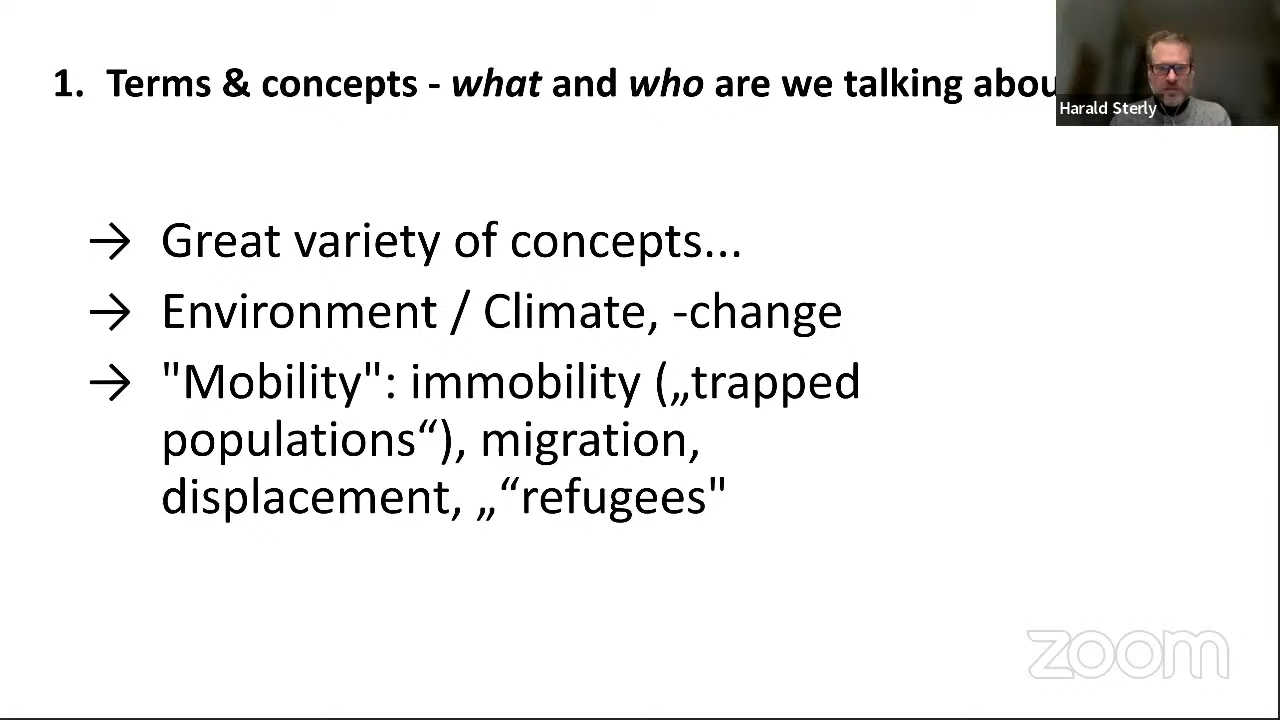 1. Terms & concepts - what and who are we talking abou
Harald Sterly
→ Great variety of concepts...
→ Environment / Climate, -change
→ "Mobility": immobility („trapped
populations“), migration,
displacement, „“refugees"
zoom